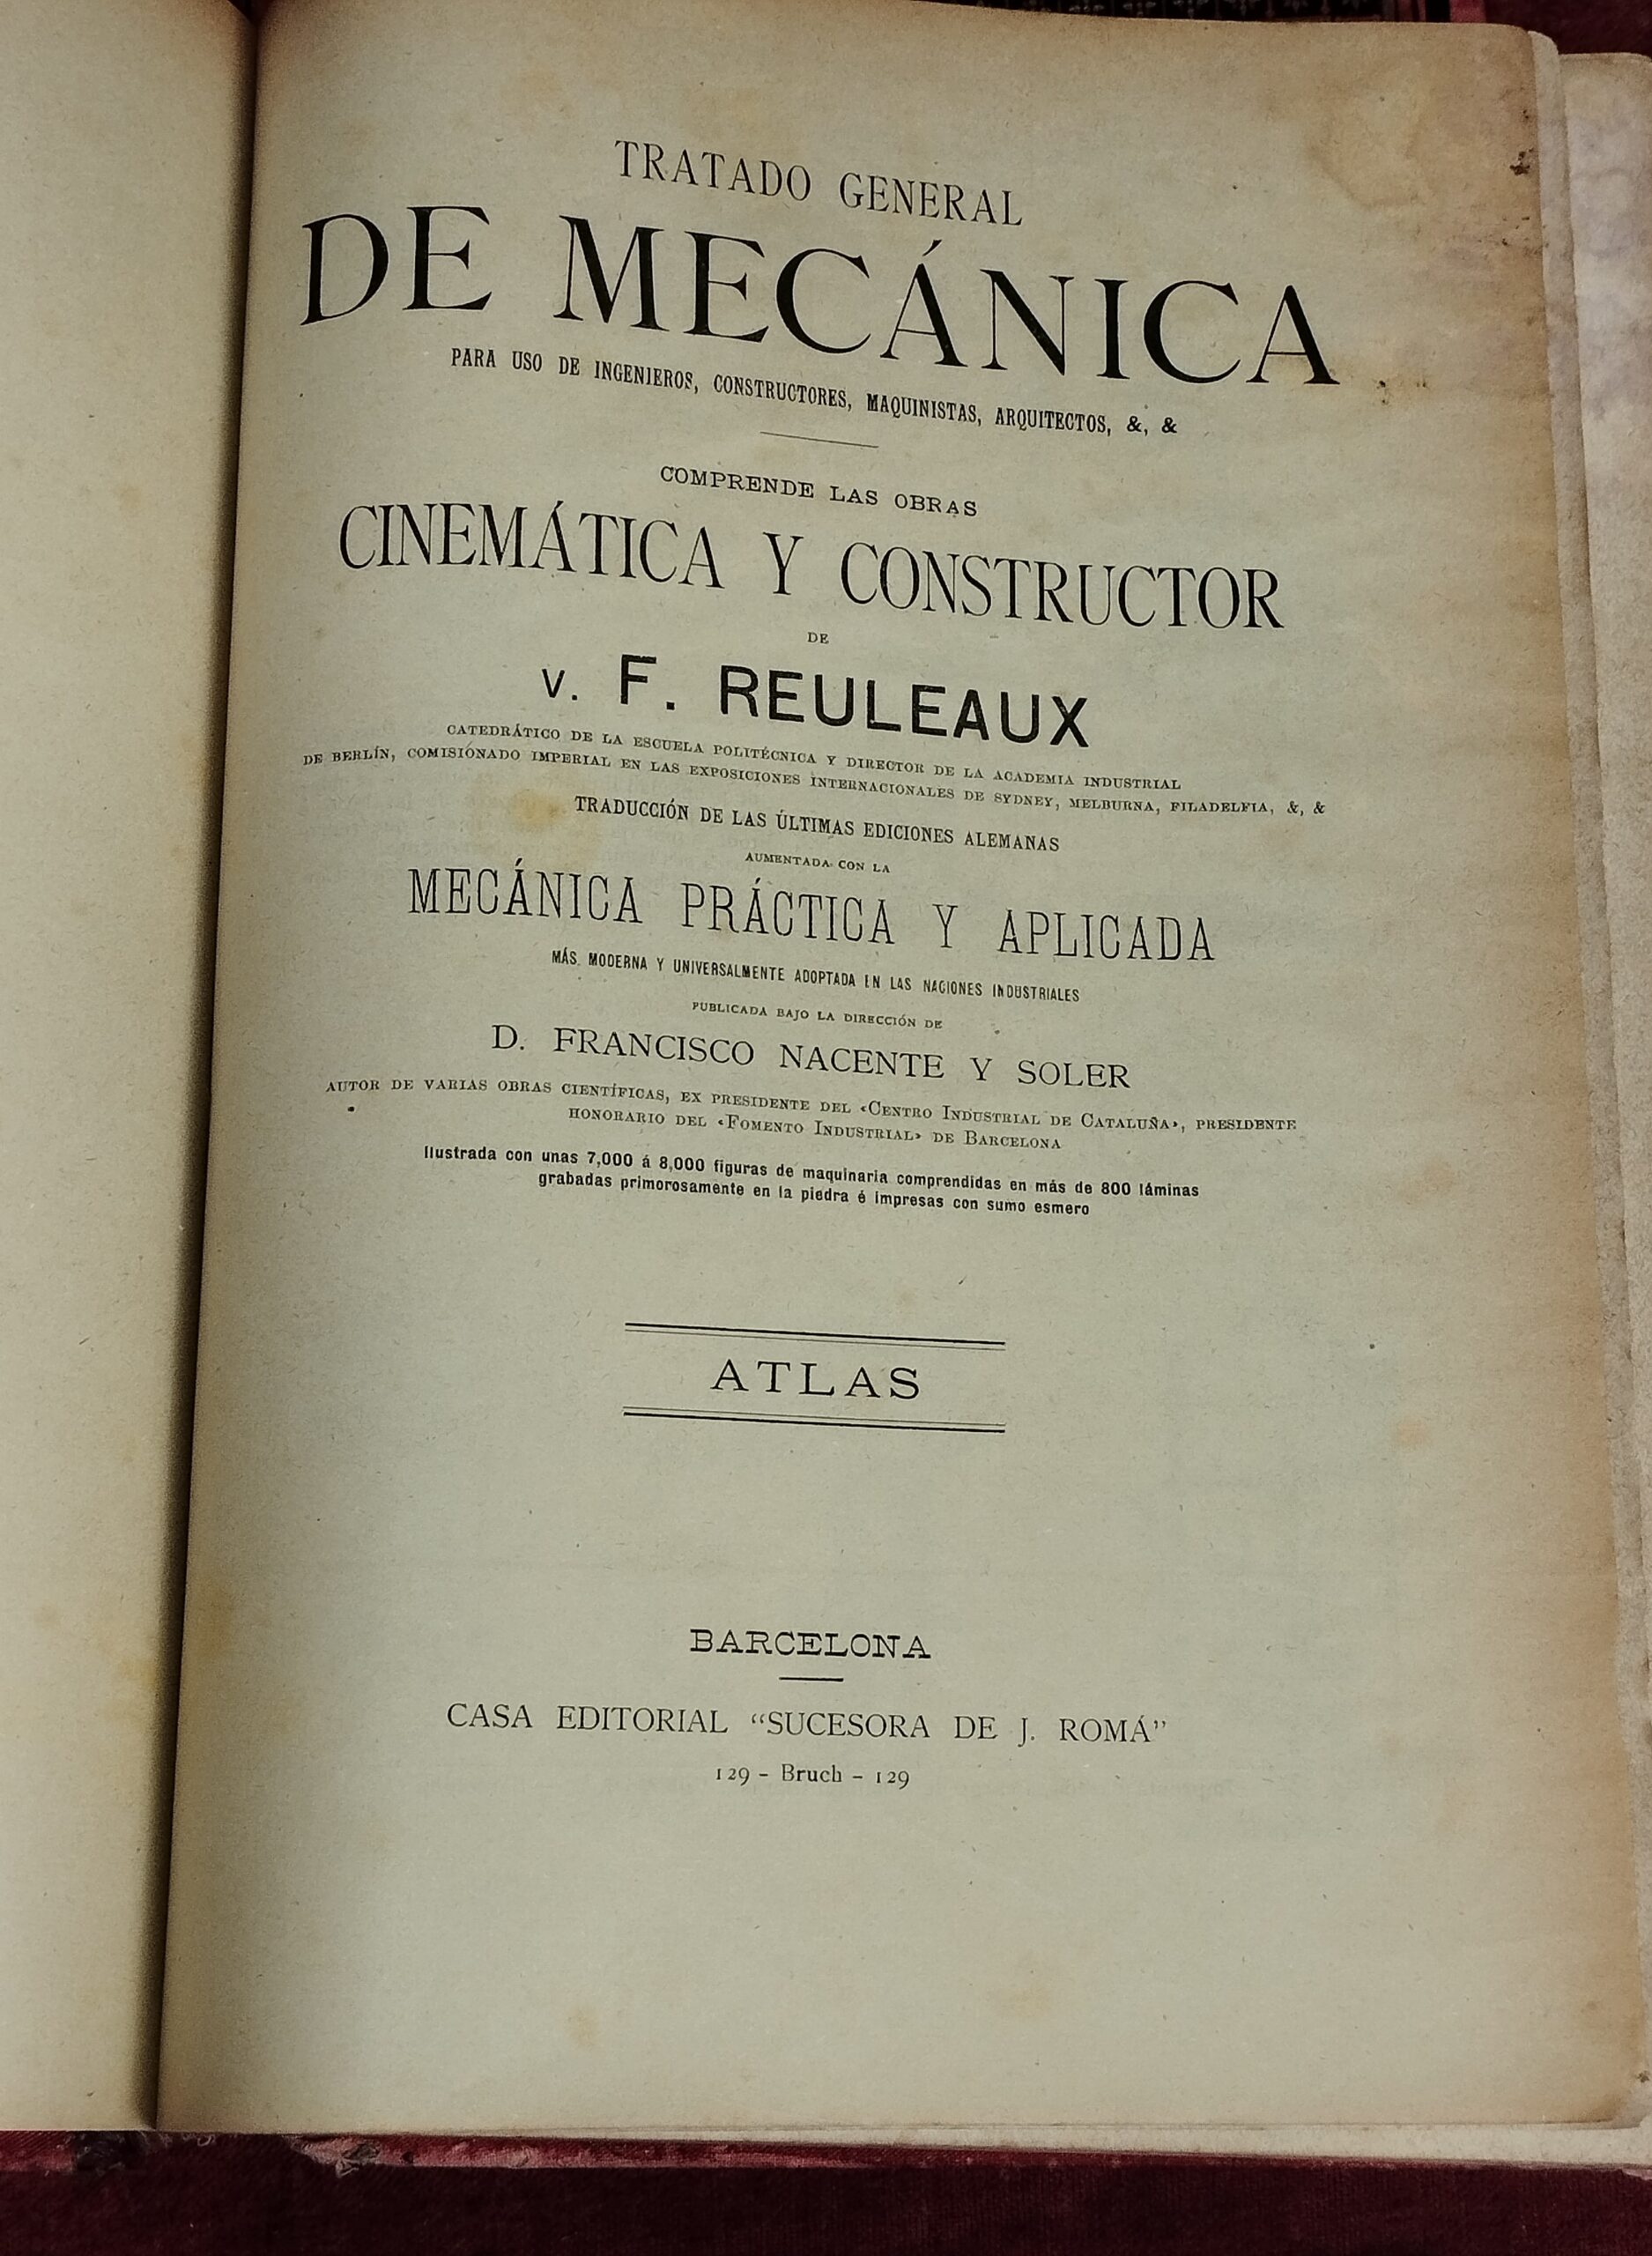 TRATADO GENERAL
DE MECÁNICA
PARA USO DE INGENIEROS, CONSTRUCTORES, MAQUINISTAS, ARQUITECTOS, &, &
COMPRENDE LAS OBRAS
CINEMÁTICA Y CONSTRUCTOR
DE
V. F. REULEAUX
CATEDRÁTICO DE LA ESCUELA POLITÉCNICA Y DIRECTOR DE LA ACADEMIA INDUSTRIAL
DE BERLÍN, COMISIONADO IMPERIAL EN LAS EXPOSICIONES INTERNACIONALES DE SYDNEY, MELBURNA, FILADELFIA, &, &
TRADUCCIÓN DE LAS ÚLTIMAS EDICIONES ALEMANAS
AUMENTADA CON LA
MECÁNICA PRÁCTICA Y APLICADA
MÁS MODERNA Y UNIVERSALMENTE ADOPTADA EN LAS NACIONES INDUSTRIALES
PUBLICADA BAJO LA DIRECCIÓN DE
D. FRANCISCO NACENTE Y SOLER
AUTOR DE VARIAS OBRAS CIENTÍFICAS, EX PRESIDENTE DEL «CENTRO INDUSTRIAL DE CATALUÑA», PRESIDENTE
HONORARIO DEL «FOMENTO INDUSTRIAL» DE BARCELONA
Ilustrada con unas 7,000 á 8,000 figuras de maquinaria comprendidas en más de 800 láminas
grabadas primorosamente en la piedra é impresas con sumo esmero
ATLAS
BARCELONA
CASA EDITORIAL “SUCESORA DE J. ROMÁ”
129 - Bruch - 129